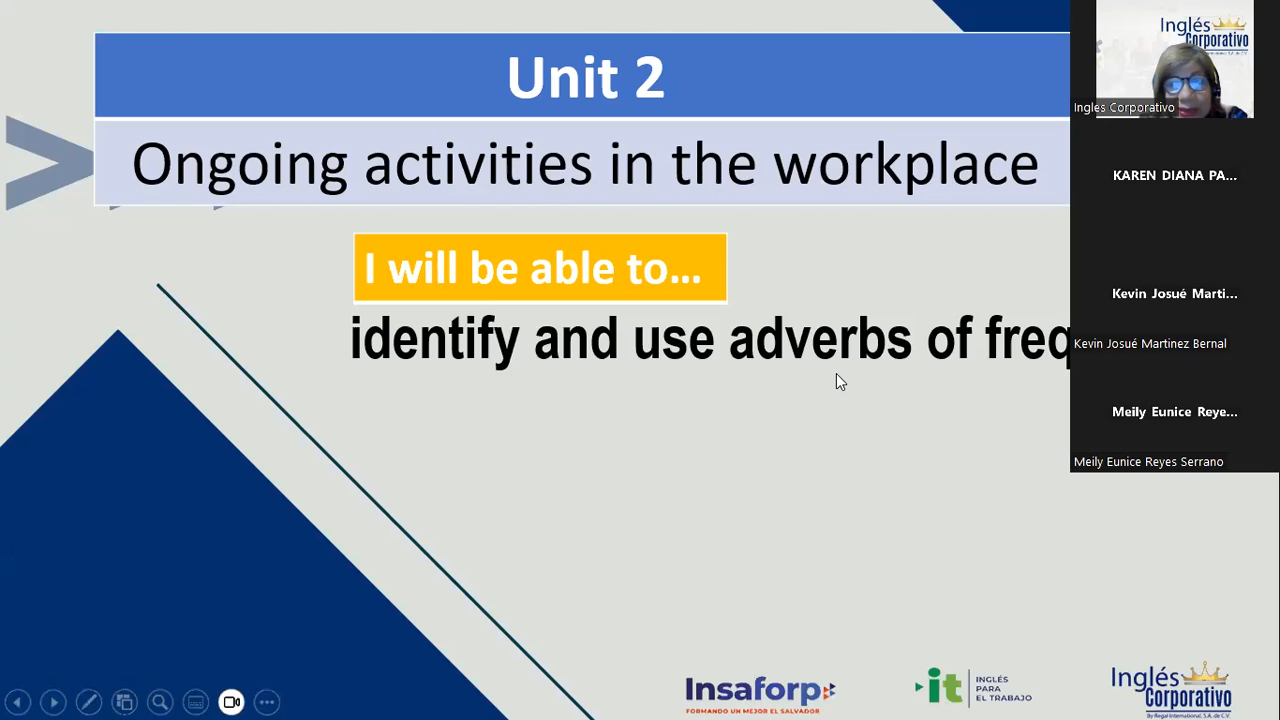 Unit 2
Ongoing activities in the workplace
I will be able to...
identify and use adverbs of freq
Inglés
Corporativo
Ingles Corporativo
KAREN DIANA PA...
Kevin Josué Marti...
Kevin Josué Martinez Bernal
Meily Eunice Reye...
Meily Eunice Reyes Serrano
Insaforp
FORMANDO UN MEJOR EL SALVADOR
it
INGLÉS
PARA
EL TRABAJO
Inglés
Corporativo
By Regal International, S.A. de C.V.